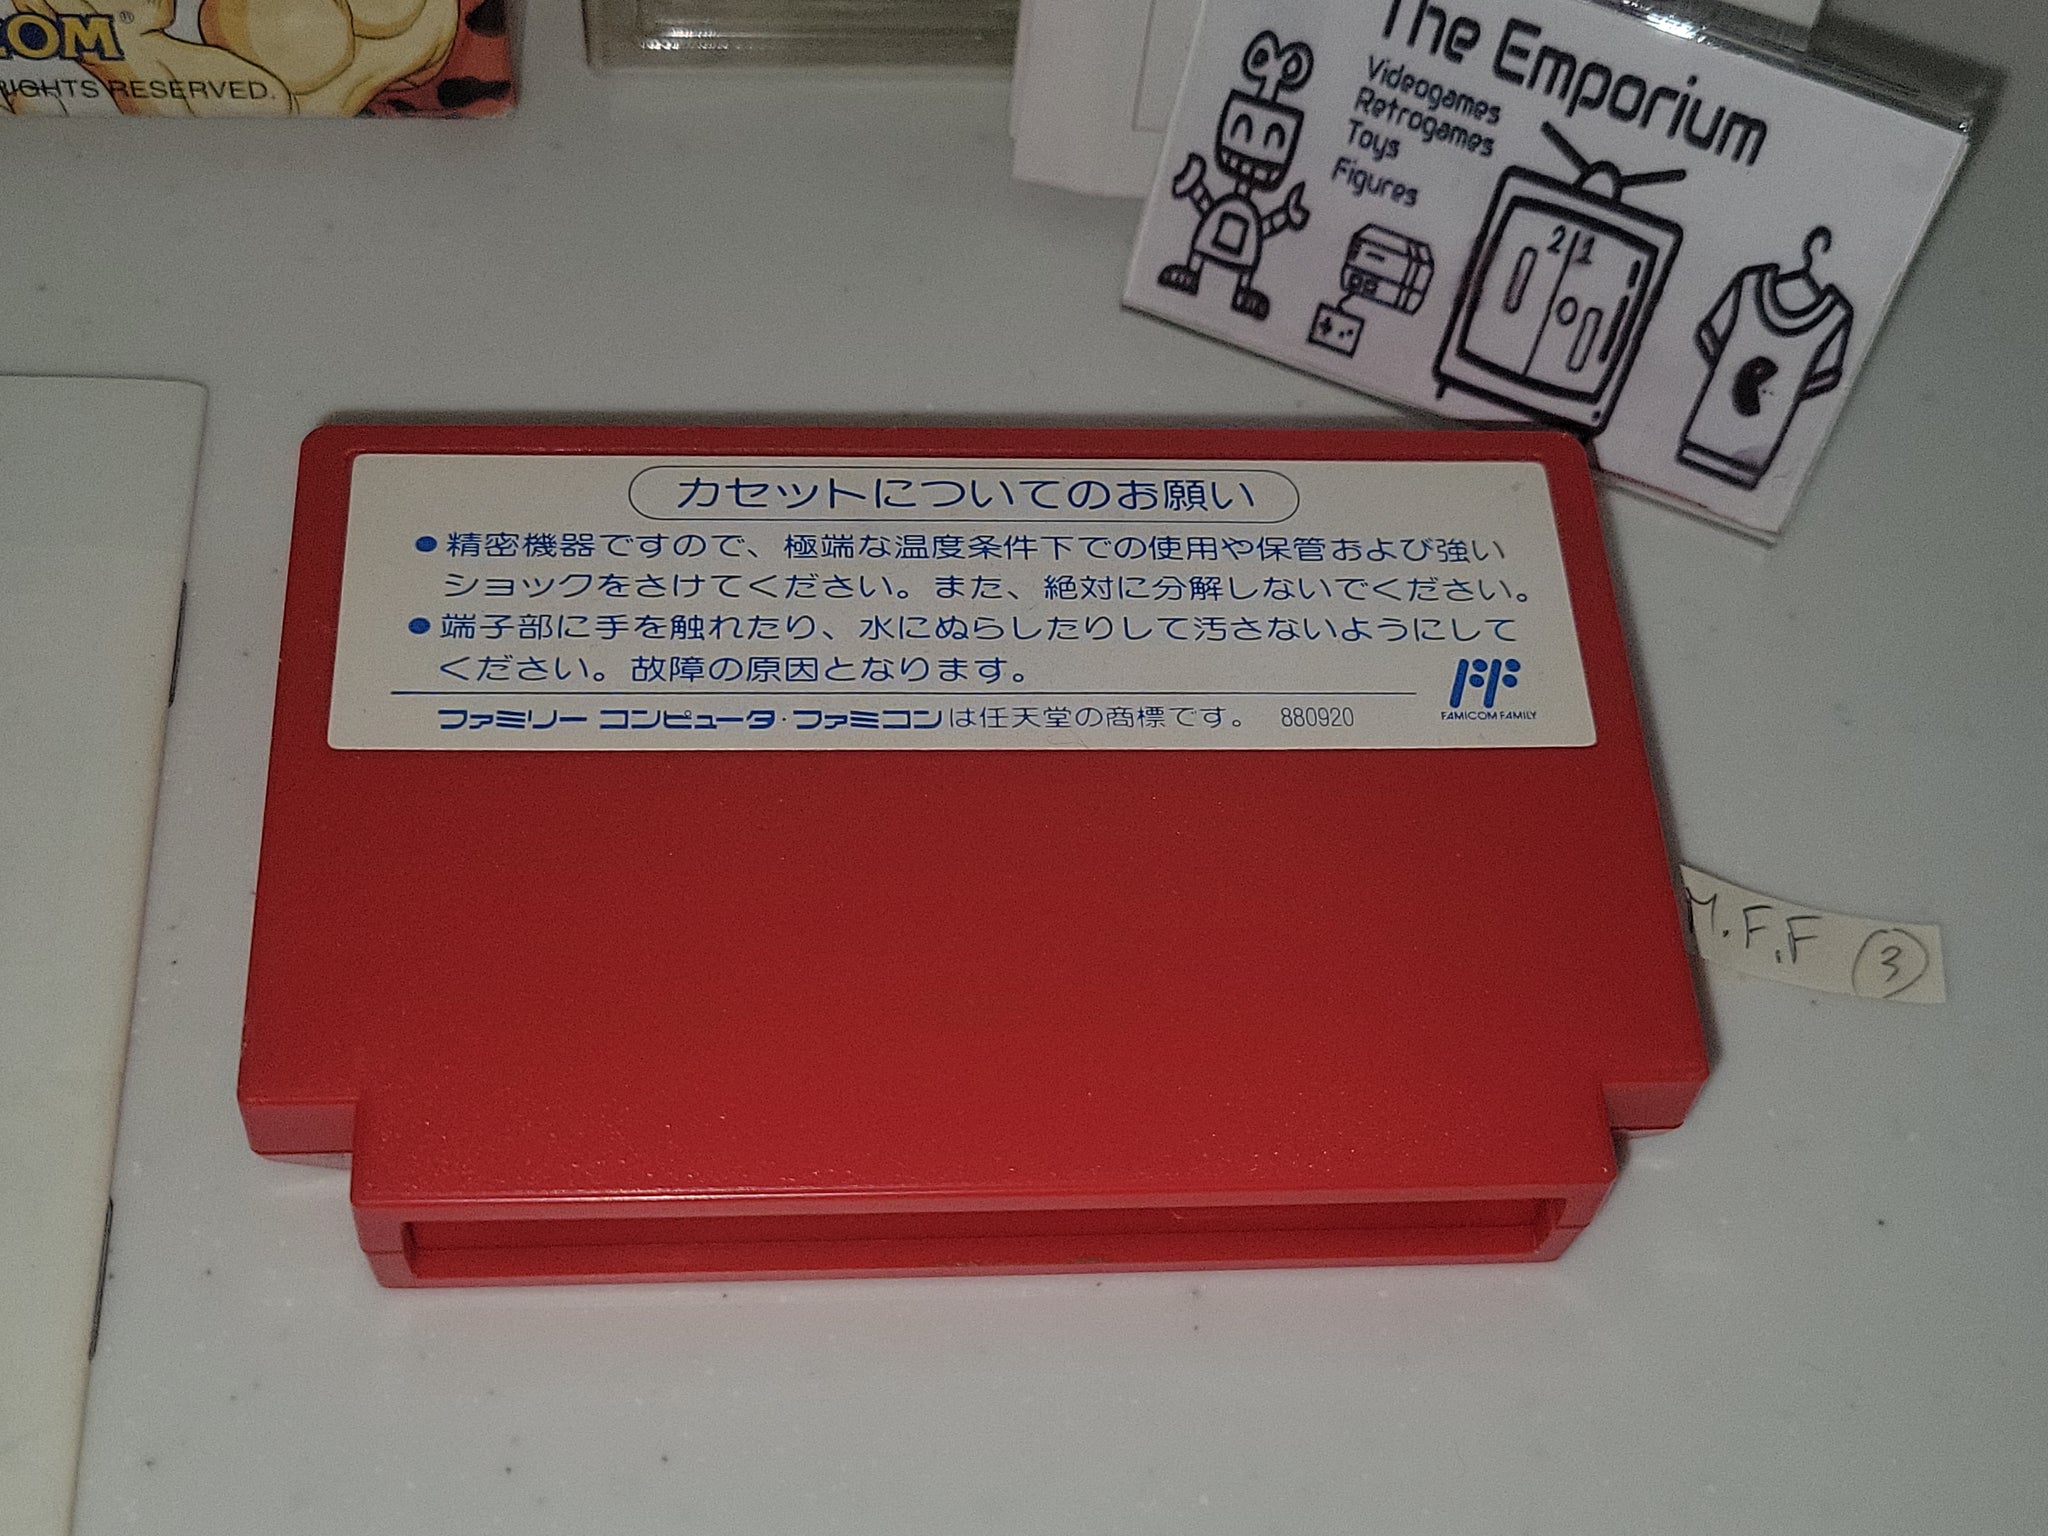 COM®
RIGHTS RESERVED.
The Emporium
Videogames
Retrogames
Toys
Figures
21
カセットについてのお願い
●精密機器ですので、極端な温度条件下での使用や保管および強い
ショックをさけてください。また、絶対に分解しないでください。
●端子部に手を触れたり、水にぬらしたりして汚さないようにして
ください。故障の原因となります。
ファミリー コンピュータ・ファミコンは任天堂の商標です。 880920
FAMICOM FAMILY
M.F.F ③